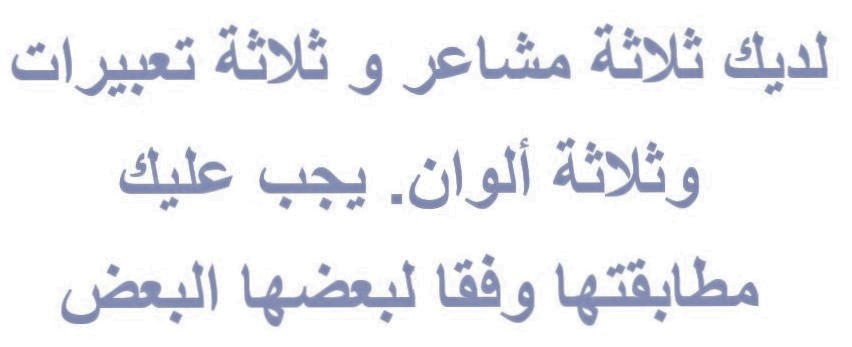 لديك ثلاثة مشاعر و ثلاثة تعبيرات
وثلاثة ألوان. يجب عليك
مطابقتها وفقا لبعضها البعض